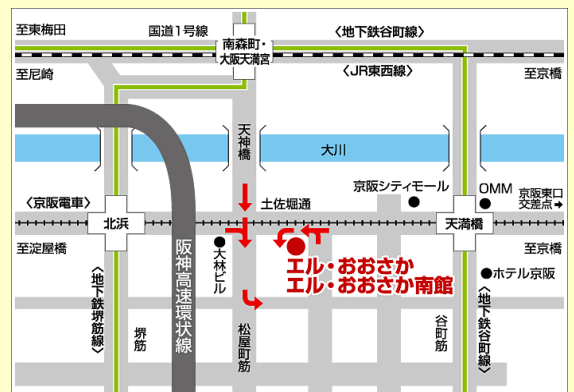 至東梅田
国道1号線
〈地下鉄谷町線〉
南森町・
大阪天満宮
至尼崎
〈JR東西線〉
至京橋
天神橋
大川
京阪シティモール
OMM
京阪東口
交差点→
〈京阪電車〉
土佐堀通
北浜
天満橋
至淀屋橋
至京橋
大林ビル
阪神高速環状線
エル・おおさか
エル・おおさか南館
ホテル京阪
〈地下鉄堺筋線〉
堺筋
松屋町筋
谷町筋
〈地下鉄谷町線〉